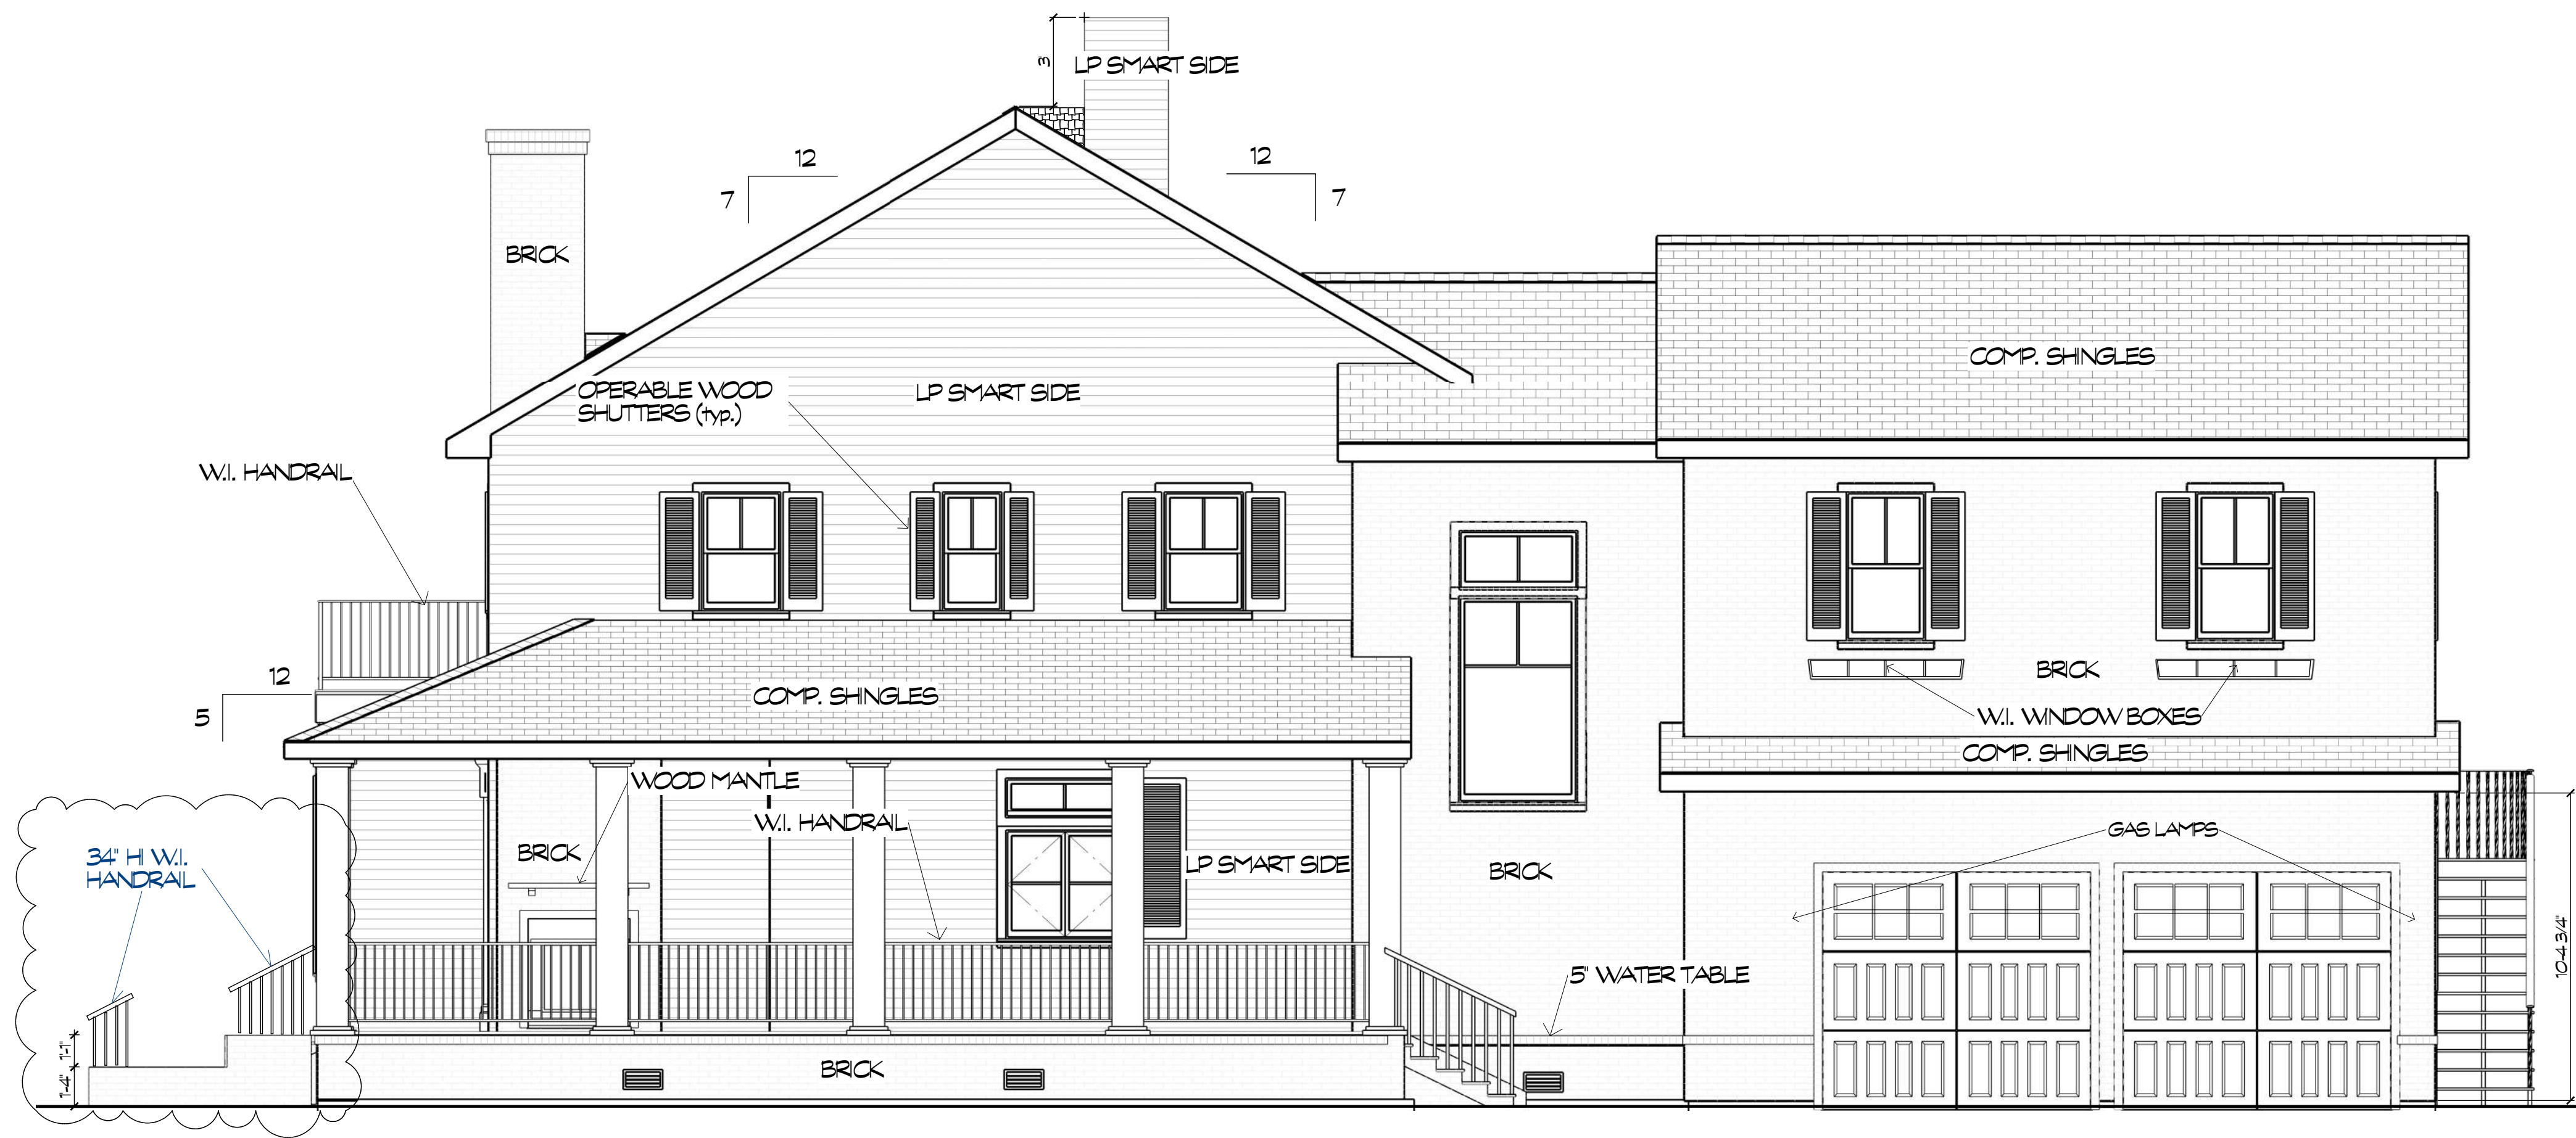 3'
LP SMART SIDE
12
7
12
7
BRICK
COMP. SHINGLES
OPERABLE WOOD
SHUTTERS (typ.)
LP SMART SIDE
W.I. HANDRAIL
12
5
COMP. SHINGLES
BRICK
W.I. WINDOW BOXES
COMP. SHINGLES
WOOD MANTLE
W.I. HANDRAIL
GAS LAMPS
34" HI W.I.
HANDRAIL
BRICK
LP SMART SIDE
BRICK
10-4 3/4"
5" WATER TABLE
1'-1"
1-4"
BRICK